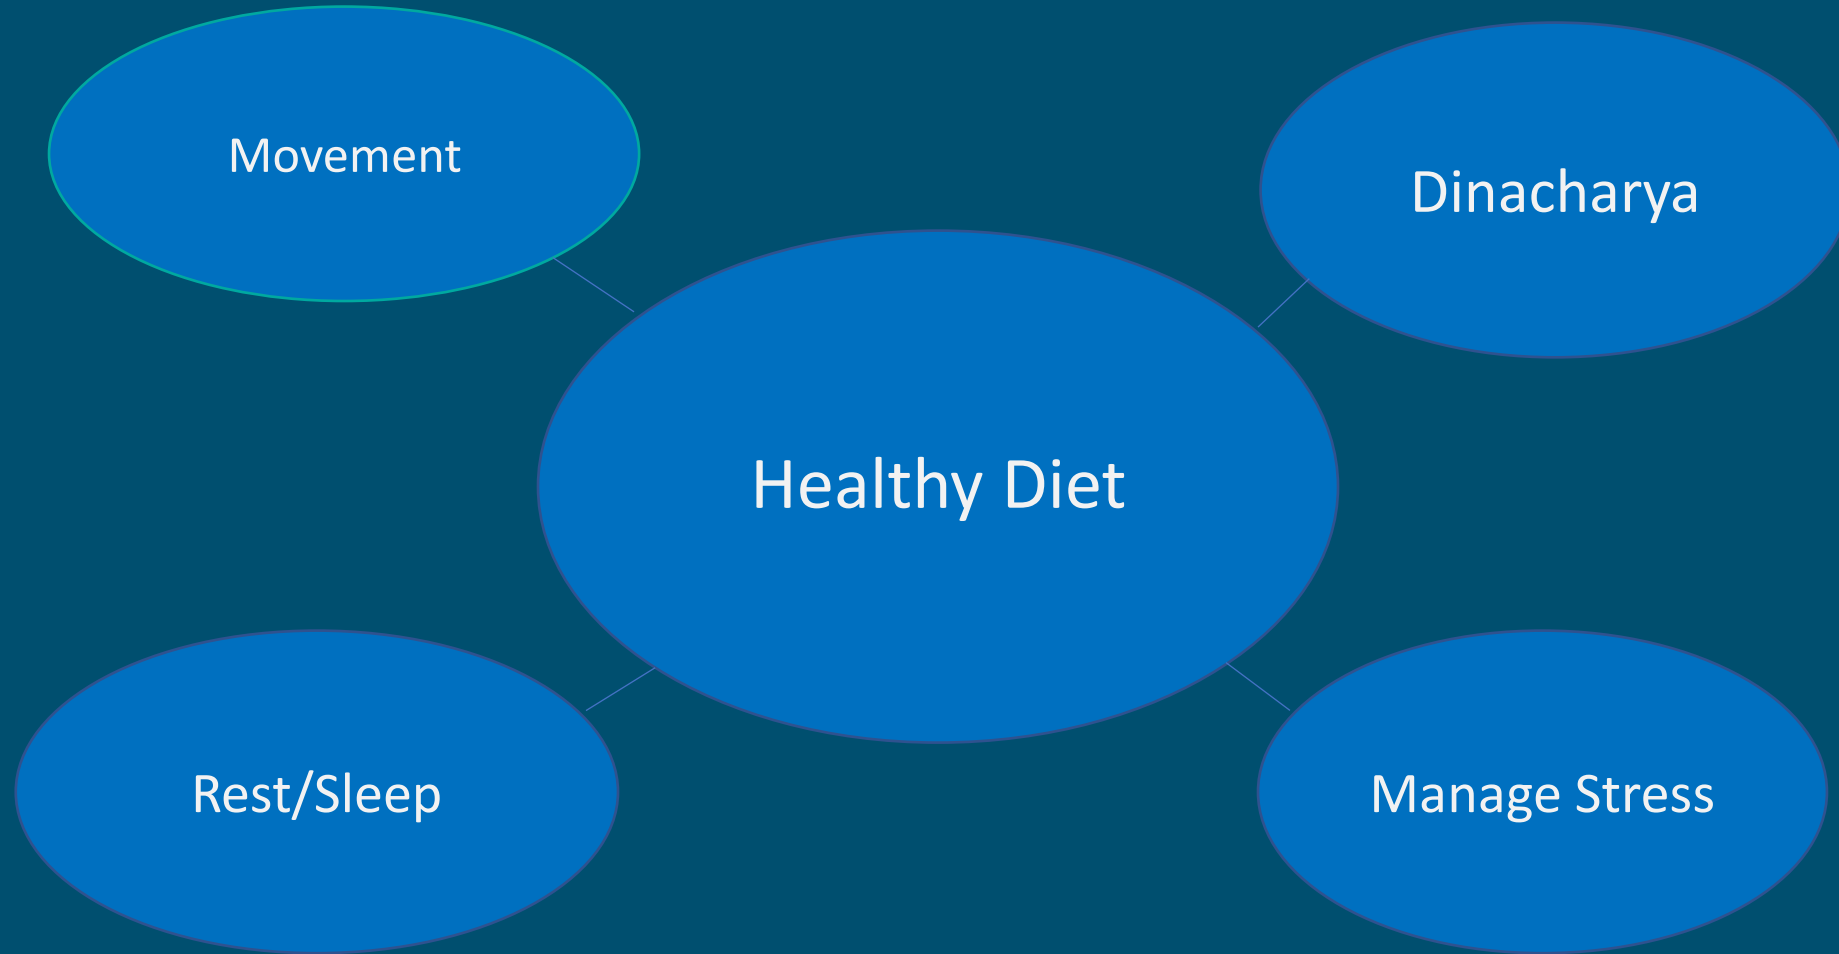 Movement
Dinacharya
Healthy Diet
Rest/Sleep
Manage Stress